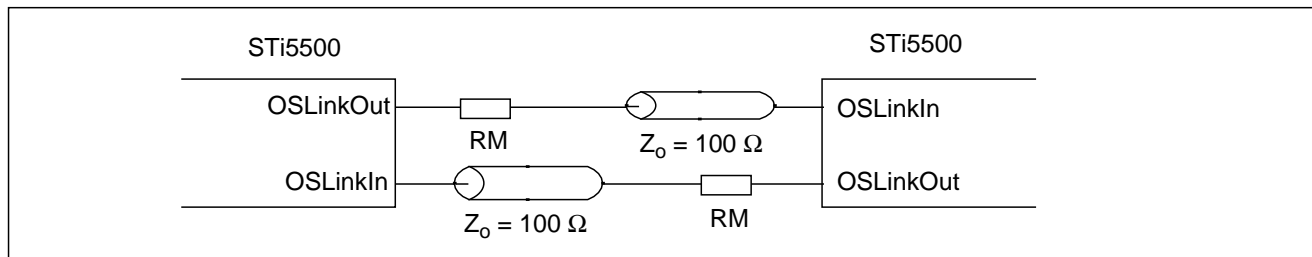 STi5500
STi5500
OSLinkOut
OSLinkIn
RM
Zo = 100 Ω
OSLinkIn
OSLinkOut
RM
Zo = 100 Ω